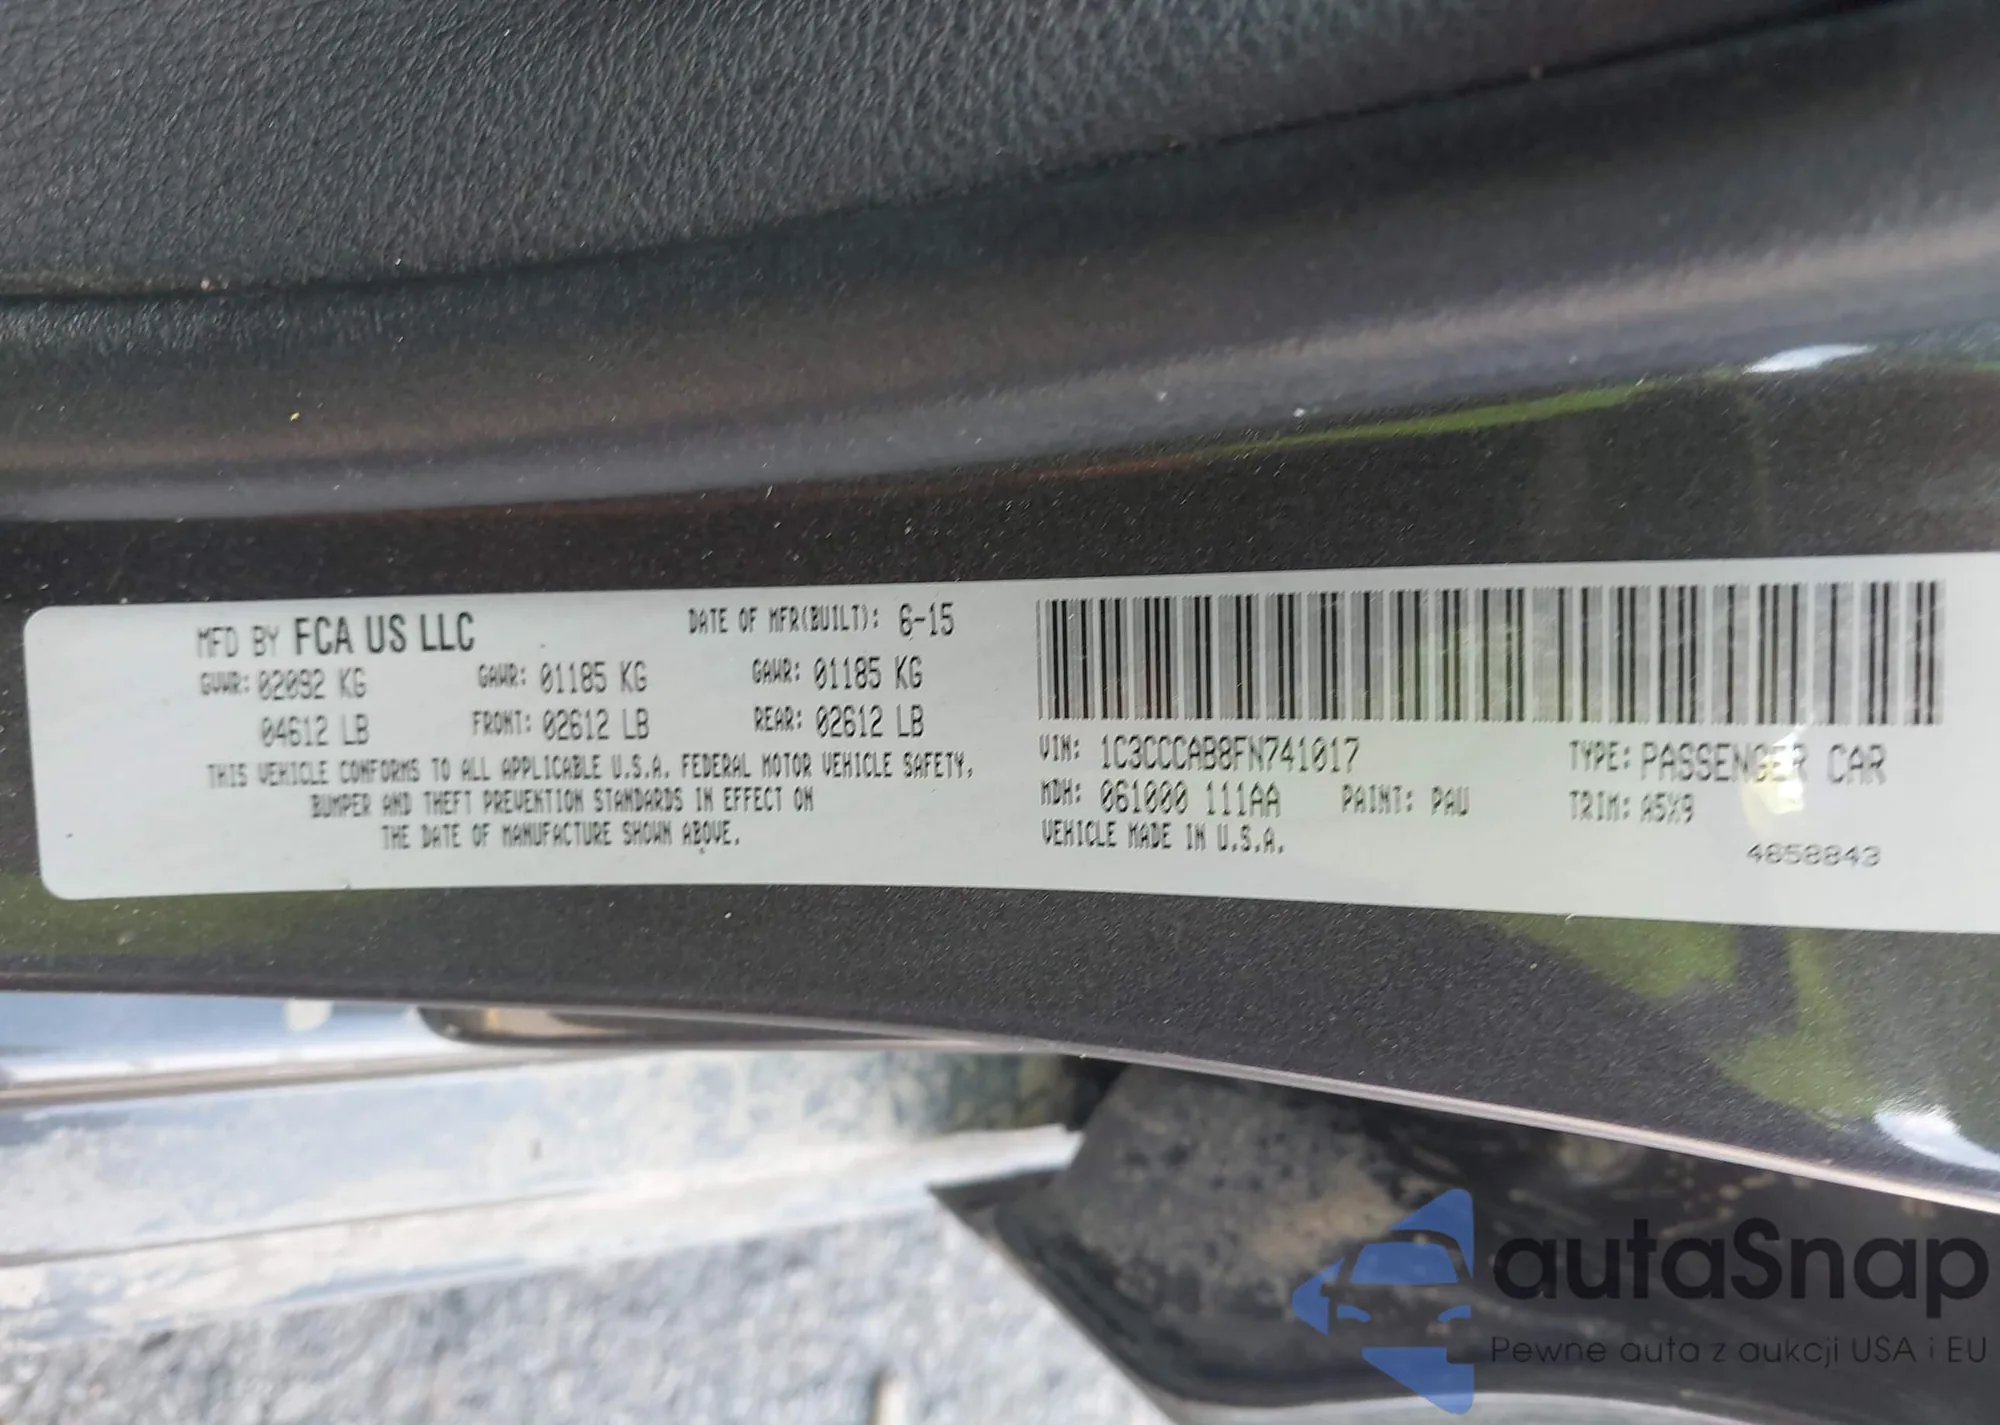 MFD BY FCA US LLC DATE OF MFR(BUILT): 6-15
GVWR: 02092 KG GAWR: 01185 KG GAWR: 01185 KG
04612 LB FRONT: 02612 LB REAR: 02612 LB
THIS VEHICLE CONFORMS TO ALL APPLICABLE U.S.A. FEDERAL MOTOR VEHICLE SAFETY,
BUMPER AND THEFT PREVENTION STANDARDS IN EFFECT ON
THE DATE OF MANUFACTURE SHOWN ABOVE.
VIN: 1C3CCCAB8FN741017 TYPE: PASSENGER CAR
MDH: 061000 111AA PAINT: PAU TRIM: A5X9
VEHICLE MADE IN U.S.A.
4858843
autaSnap
Pewne auta z aukcji USA i EU